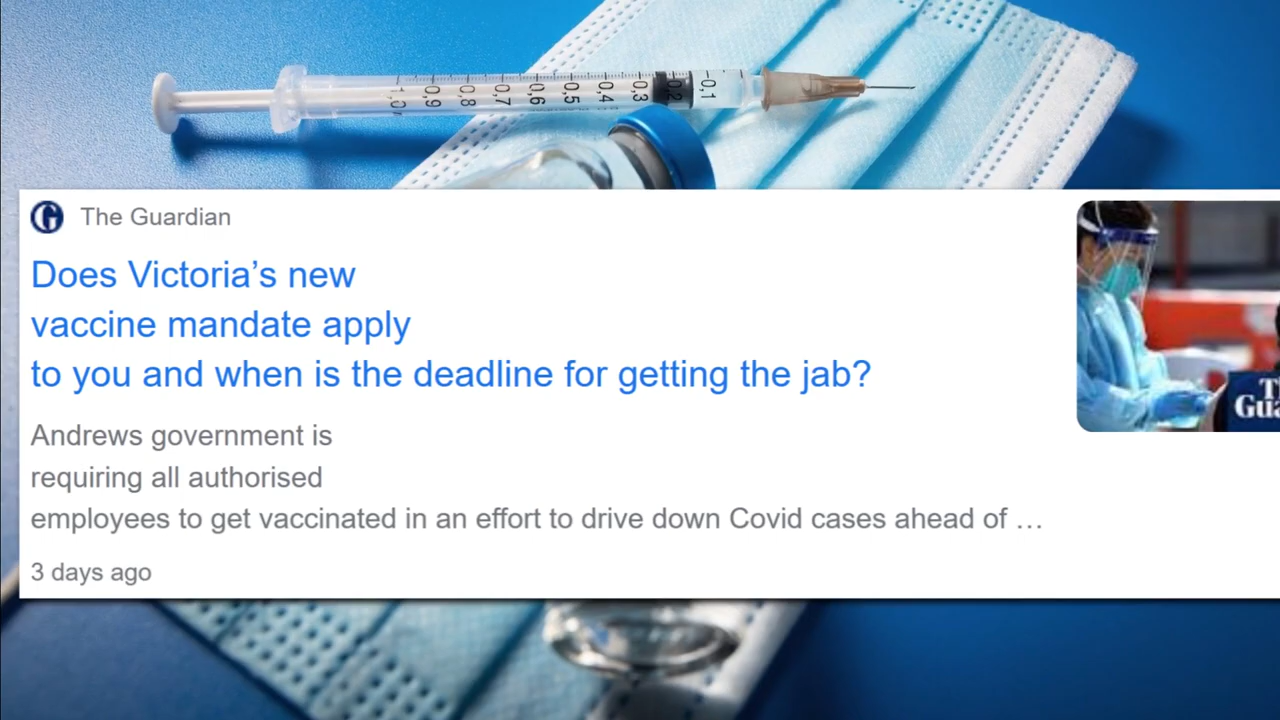 1,0 0,9 0,8 0,7 0,6 0,5 0,4 0,3 0,2 0,1
The Guardian
Does Victoria’s new
vaccine mandate apply
to you and when is the deadline for getting the jab?
Andrews government is
requiring all authorised
employees to get vaccinated in an effort to drive down Covid cases ahead of …
3 days ago